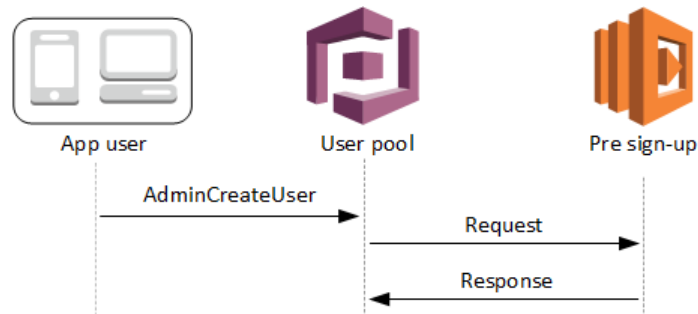 App user
User pool
Pre sign-up
AdminCreateUser
Request
Response